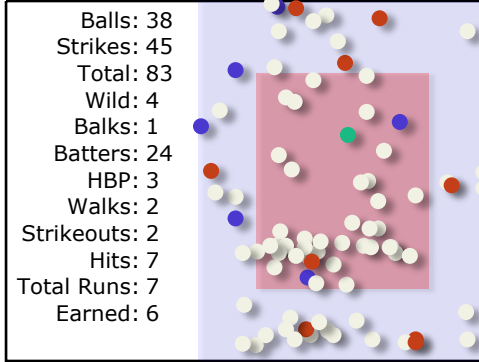 Balls: 38
Strikes: 45
Total: 83
Wild: 4
Balks: 1
Batters: 24
HBP: 3
Walks: 2
Strikeouts: 2
Hits: 7
Total Runs: 7
Earned: 6